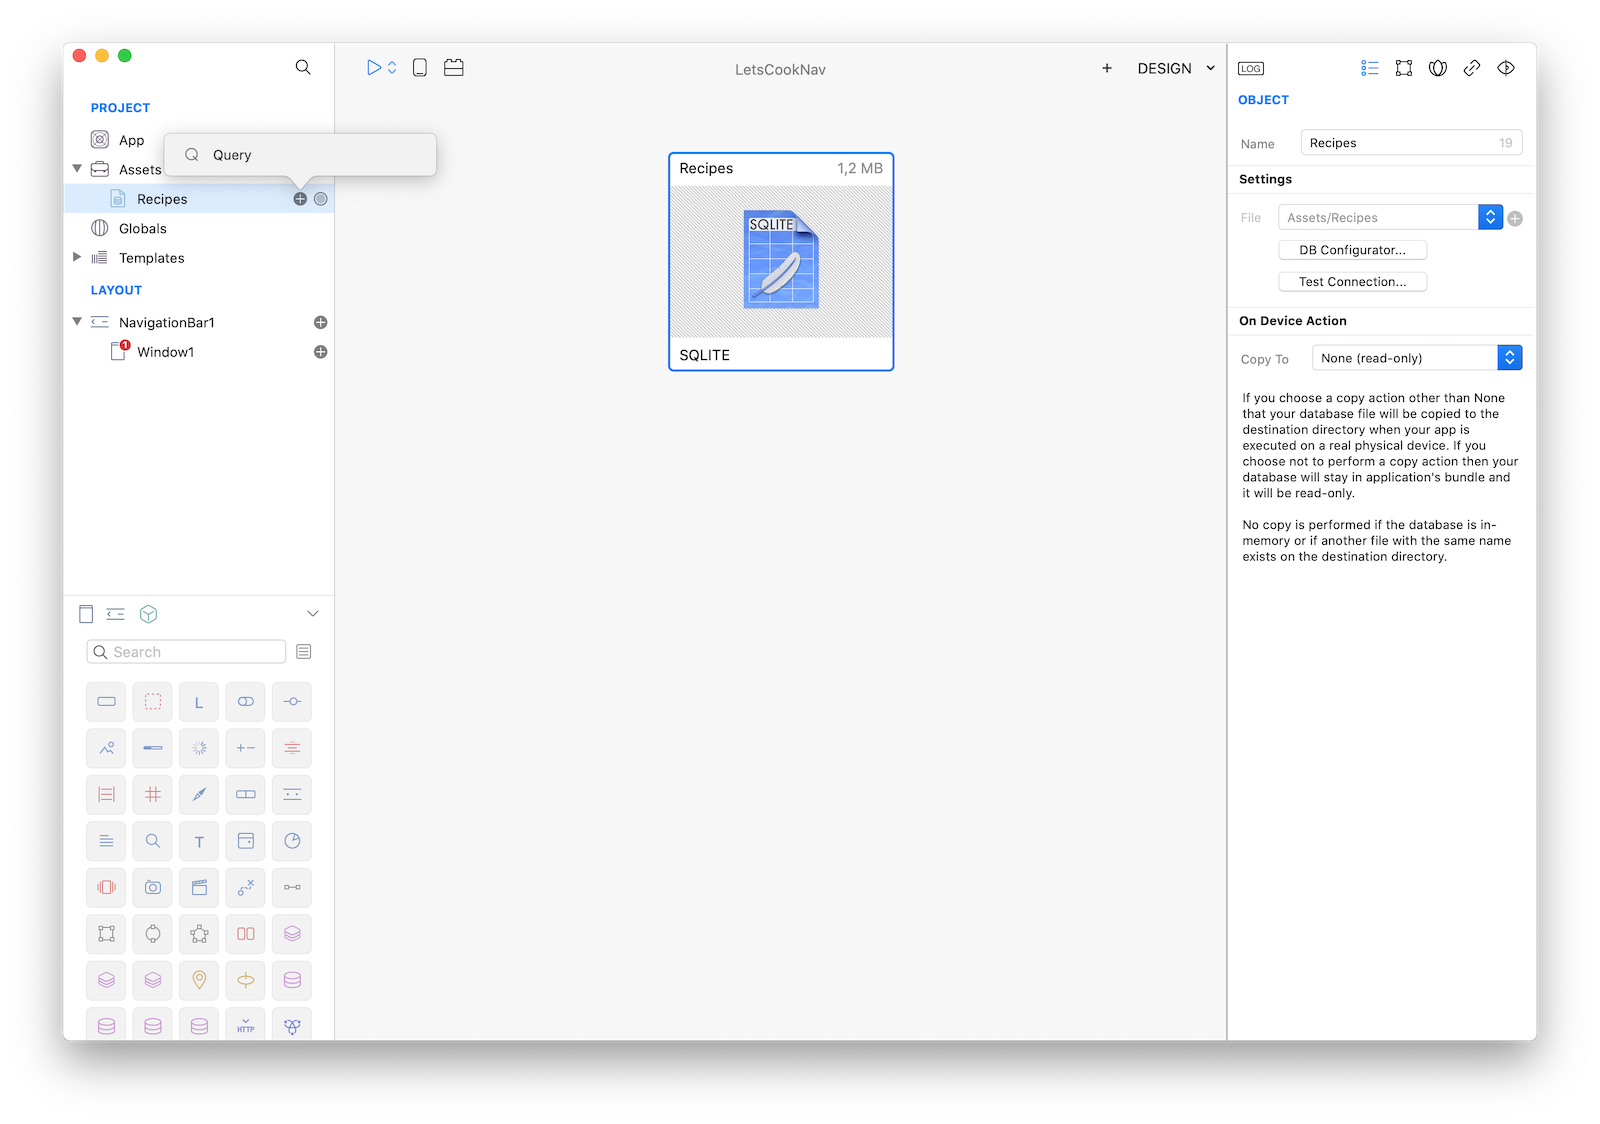 LetsCookNav
DESIGN
LOG
PROJECT
App
Query
Assets
Recipes
Globals
Templates
LAYOUT
NavigationBar1
1
Window1
Search
L
T
HTTP
Recipes 1,2 MB
SQLITE
SQLITE
OBJECT
Name Recipes 19
Settings
File Assets/Recipes
DB Configurator...
Test Connection...
On Device Action
Copy To None (read-only)
If you choose a copy action other than None
that your database file will be copied to the
destination directory when your app is
executed on a real physical device. If you
choose not to perform a copy action then your
database will stay in application's bundle and
it will be read-only.
No copy is performed if the database is in-
memory or if another file with the same name
exists on the destination directory.